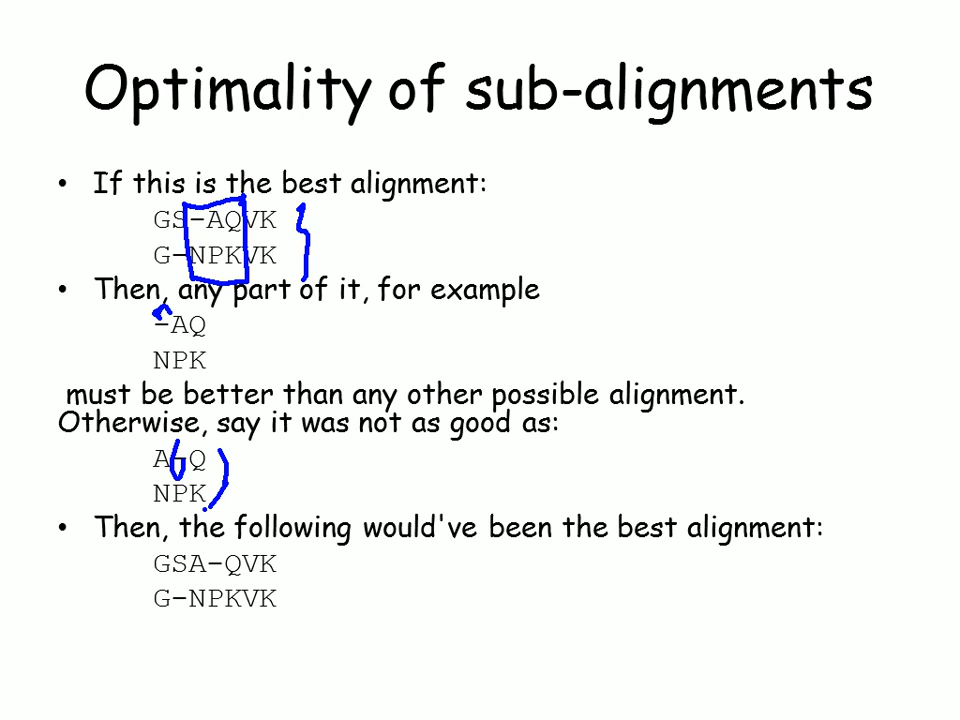 Optimality of sub-alignments
• If this is the best alignment:
GS-AQVK
G-NPKVK
• Then, any part of it, for example
-AQ
NPK
must be better than any other possible alignment.
Otherwise, say it was not as good as:
A-Q
NPK
• Then, the following would've been the best alignment:
GSA-QVK
G-NPKVK